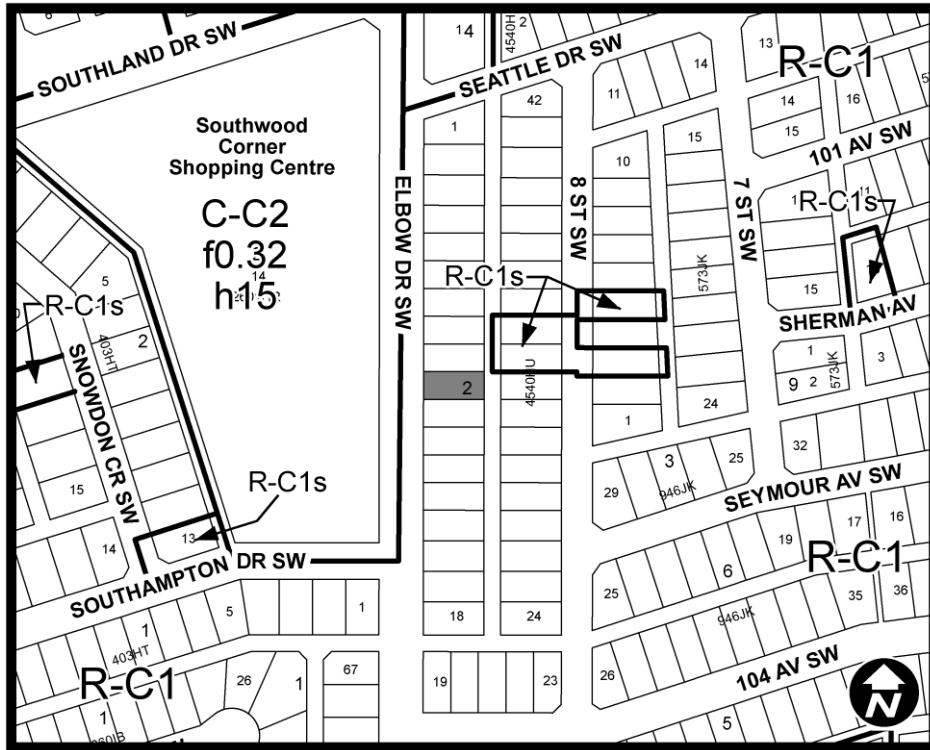 14
4540H
2
SOUTHLAND DR SW
SEATTLE DR SW
13
R-C1
14
11
42
14
16
15
101 AV SW
Southwood
Corner
Shopping Centre
1
15
10
C-C2
f0.32
h15
14
ELBOW DR SW
8 ST SW
7 ST SW
573JK
R-C1s
R-C1s
R-C1s
15
SHERMAN AV
5
2
403HT
SNOWDON CR SW
2
1
9
2
573JK
3
24
1
32
3
25
29
946JK
SEYMOUR AV SW
15
R-C1s
13
14
SOUTHAMPTON DR SW
19
17
16
R-C1
6
25
946JK
35
36
5
1
18
24
1
403HT
R-C1
26
1
67
19
23
26
104 AV SW
1
5
N